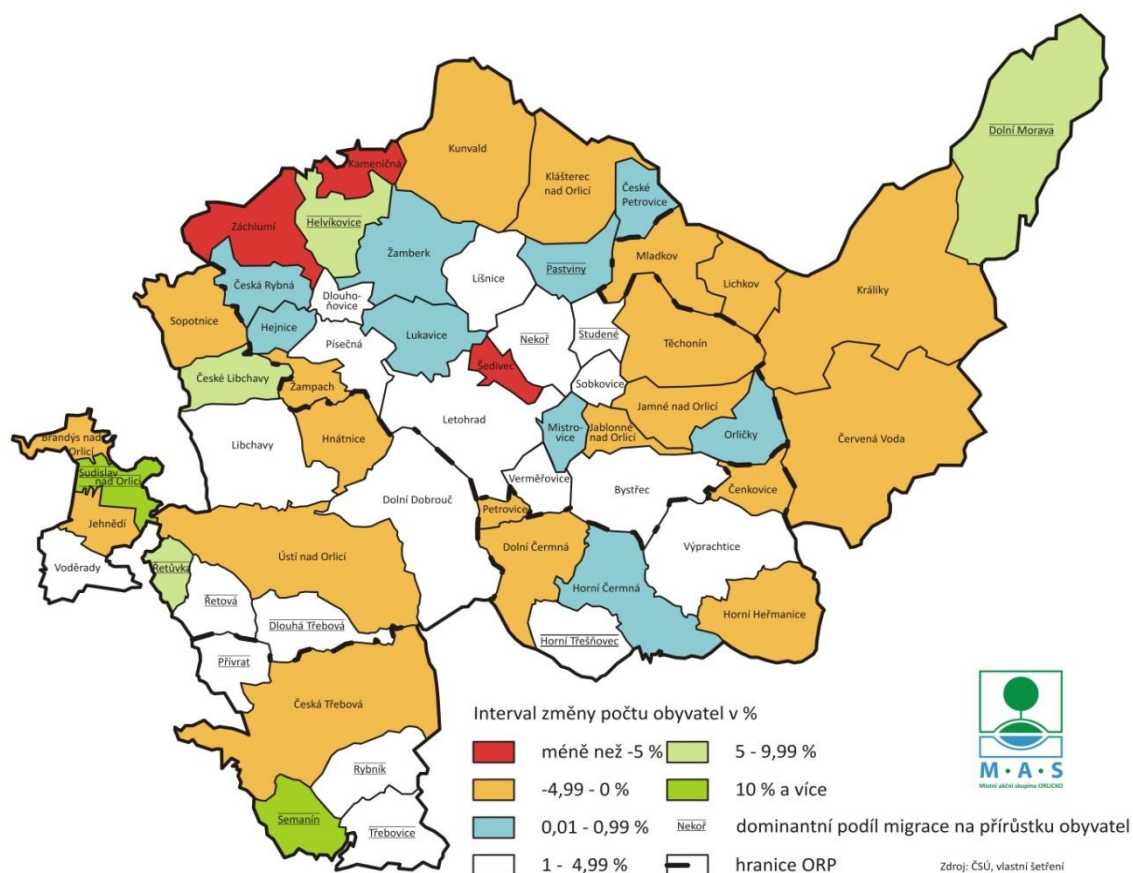 Dolní Morava
Kunvald
Kameničná
Klášterec
nad Orlicí
České
Petrovice
Helvíkovice
Záchlumí
Žamberk
Pastviny
Mladkov
Líšnice
Lichkov
Králíky
Česká Rybná
Dlouho-
ňovice
Sopotnice
Hejnice
Lukavice
Nekoř
Studené
Písečná
Těchonín
Šedivec
České Libchavy
Žampach
Sobkovice
Letohrad
Jamné nad Orlicí
Mistro-
vice
Jablonné
nad Orlicí
Orličky
Červená Voda
Brandýs nad
Orlicí
Libchavy
Hnátnice
Sudislav
nad Orlicí
Verměřovice
Bystřec
Čenkovice
Dolní Dobrouč
Petrovice
Jehnědí
Ústí nad Orlicí
Dolní Čermná
Výprachtice
Voděrady
Řetůvka
Horní Čermná
Řetová
Horní Heřmanice
Dlouhá Třebová
Horní Třešňovec
Přívrat
Česká Třebová
Rybník
Semanín
Třebovice
Interval změny počtu obyvatel v %
méně než -5 %
-4,99 - 0 %
0,01 - 0,99 %
1 - 4,99 %
5 - 9,99 %
10 % a více
Nekoř dominantní podíl migrace na přírůstku obyvatel
hranice ORP
M·A·S
Místní akční skupina ORLICKO
Zdroj: ČSÚ, vlastní šetření